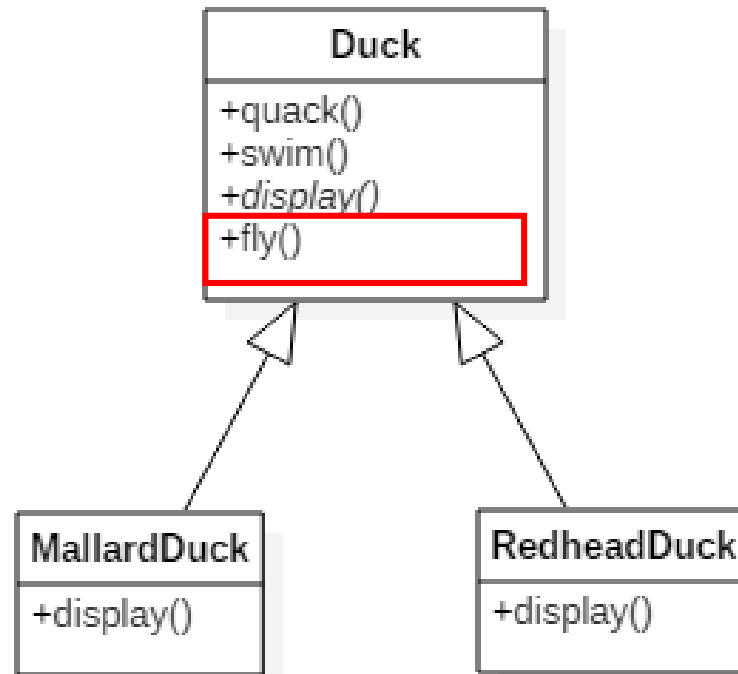 Duck
+quack()
+swim()
+display()
+fly()
MallardDuck
+display()
RedheadDuck
+display()